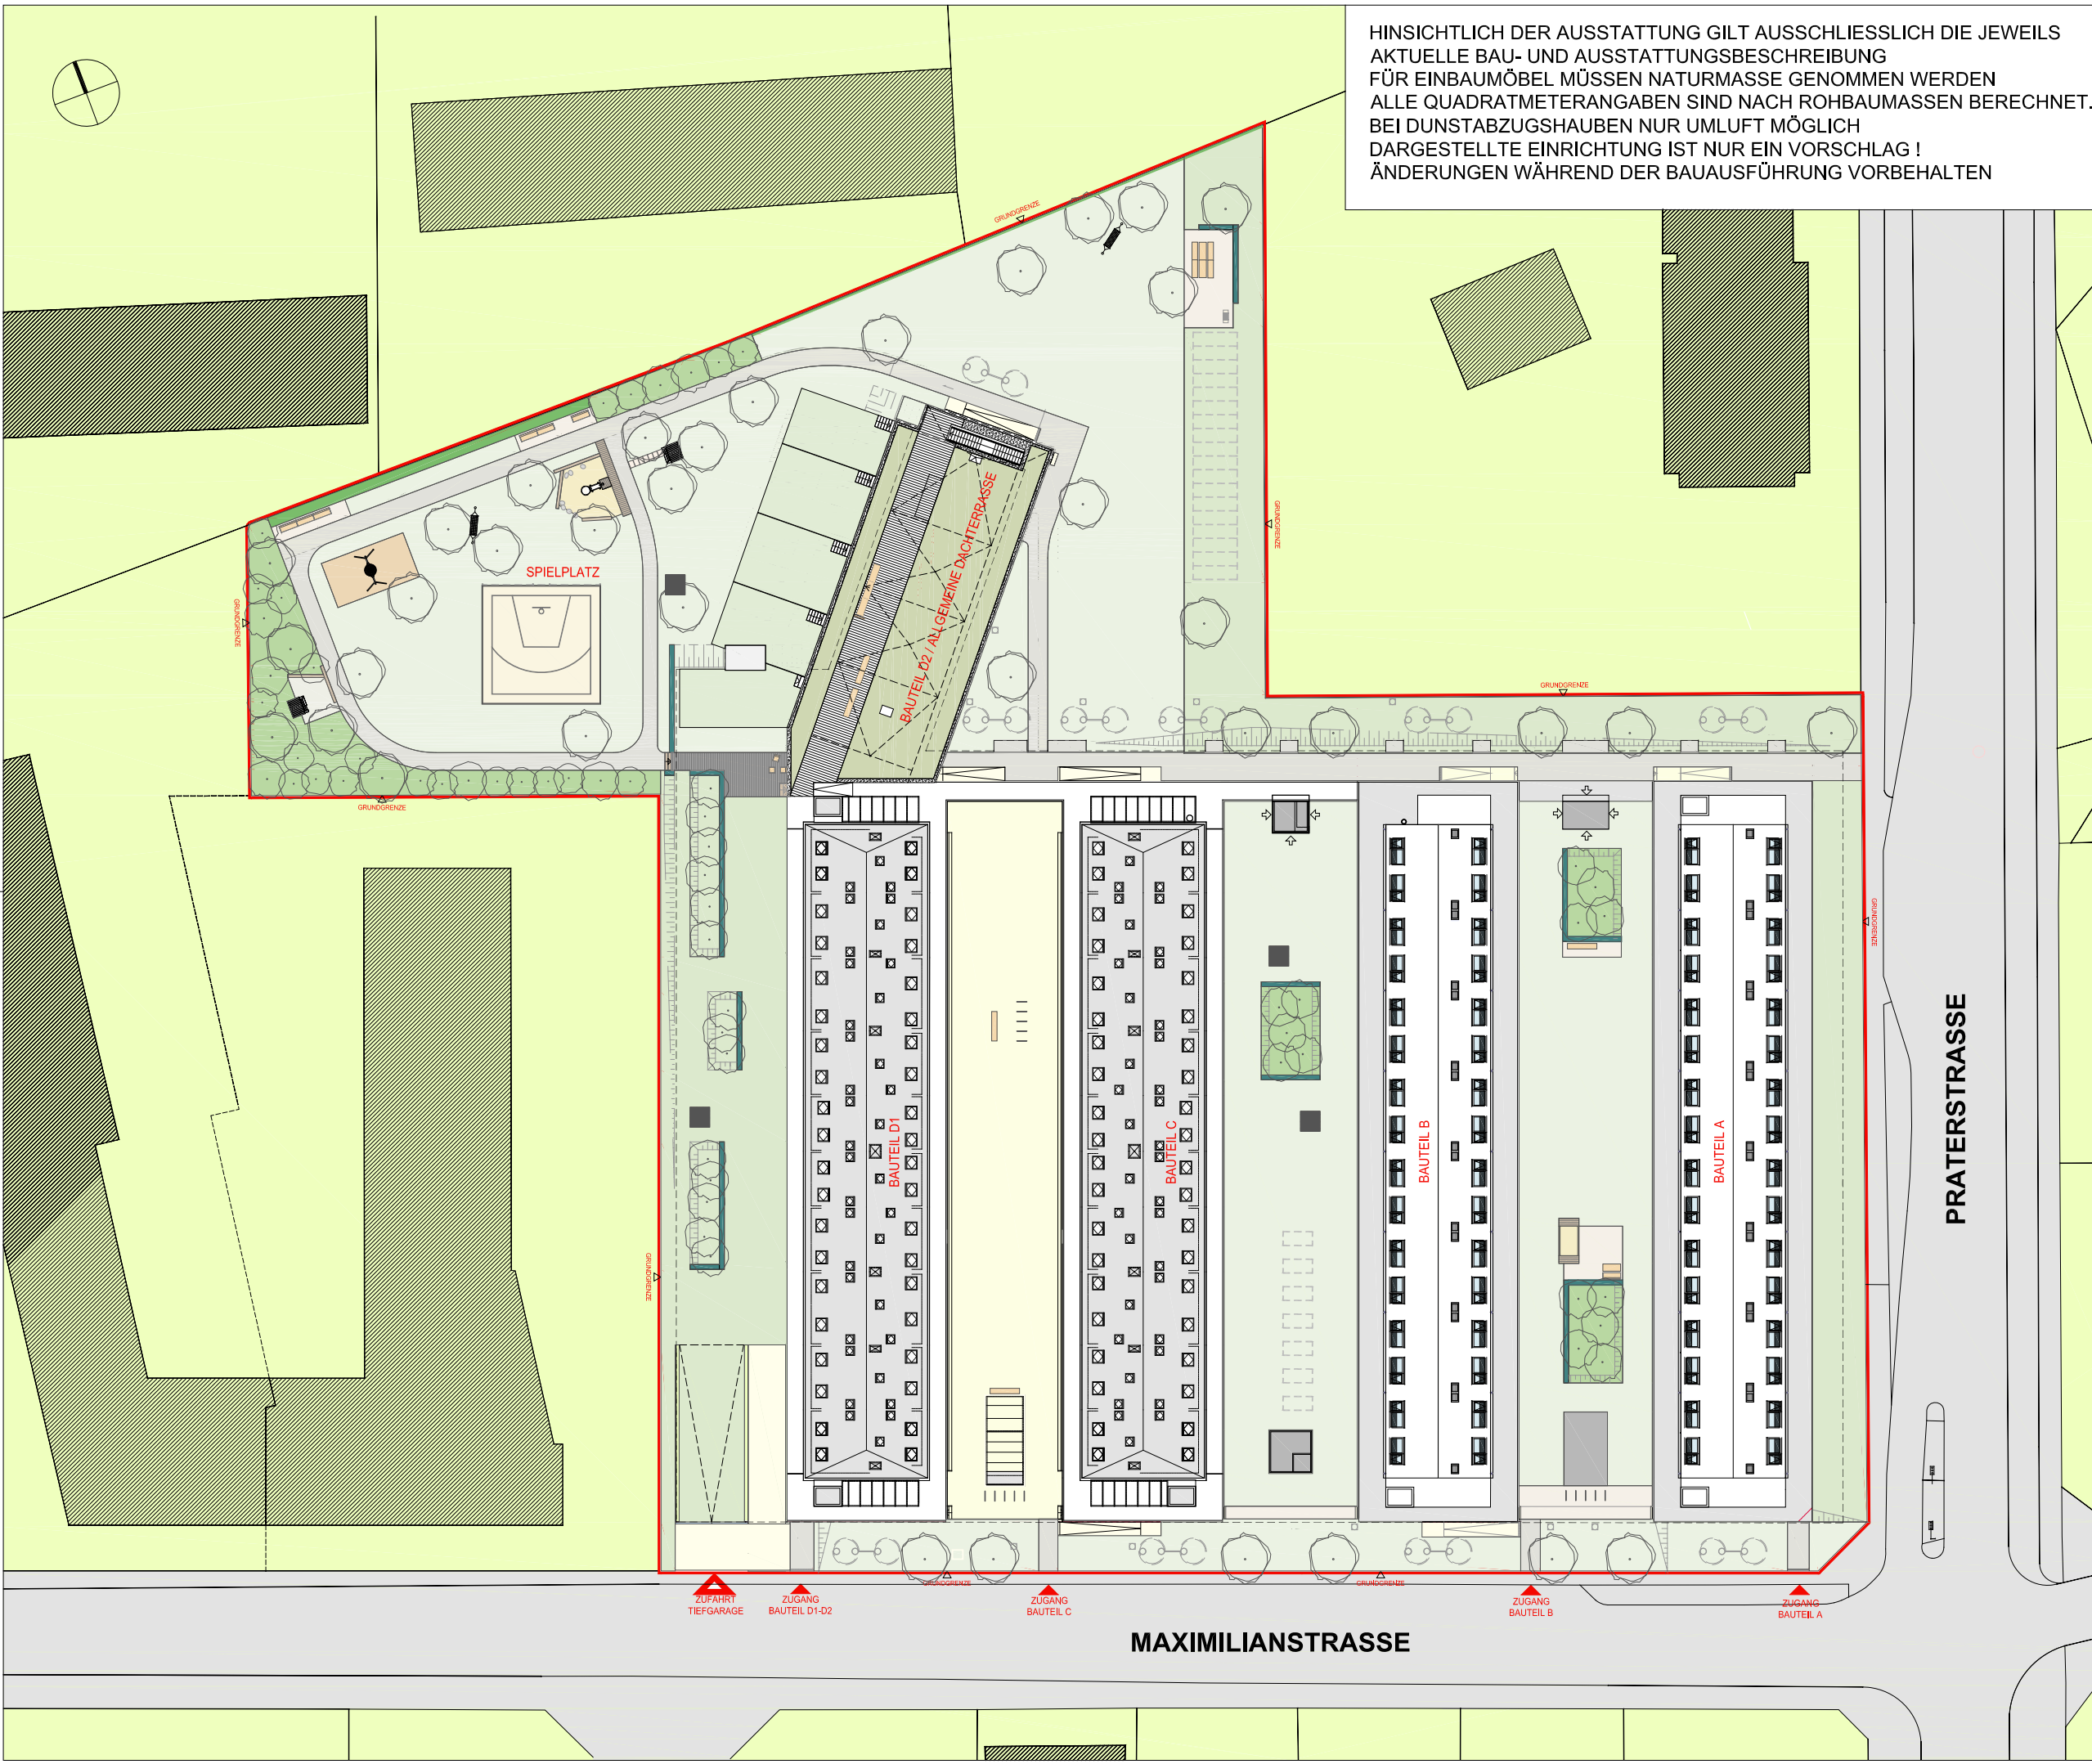 HINSICHTLICH DER AUSSTATTUNG GILT AUSSCHLIESSLICH DIE JEWEILS
AKTUELLE BAU- UND AUSSTATTUNGSBESCHREIBUNG
FÜR EINBAUMÖBEL MÜSSEN NATURMASSE GENOMMEN WERDEN
ALLE QUADRATMETERANGABEN SIND NACH ROHBAUMASSEN BERECHNET.
BEI DUNSTABZUGSHAUBEN NUR UMLUFT MÖGLICH
DARGESTELLTE EINRICHTUNG IST NUR EIN VORSCHLAG !
ÄNDERUNGEN WÄHREND DER BAUAUSFÜHRUNG VORBEHALTEN
GRUNDGRENZE
GRUNDGRENZE
SPIELPLATZ
BAUTEIL D2 / ALLGEMEINE DACHTERRASSE
GRUNDGRENZE
GRUNDGRENZE
GRUNDGRENZE
GRUNDGRENZE
GRUNDGRENZE
BAUTEIL D1
BAUTEIL C
BAUTEIL B
BAUTEIL A
PRATERSTRASSE
GRUNDGRENZE
GRUNDGRENZE
ZUFAHRT
TIEFGARAGE
ZUGANG
BAUTEIL D1-D2
ZUGANG
BAUTEIL C
ZUGANG
BAUTEIL B
ZUGANG
BAUTEIL A
MAXIMILIANSTRASSE